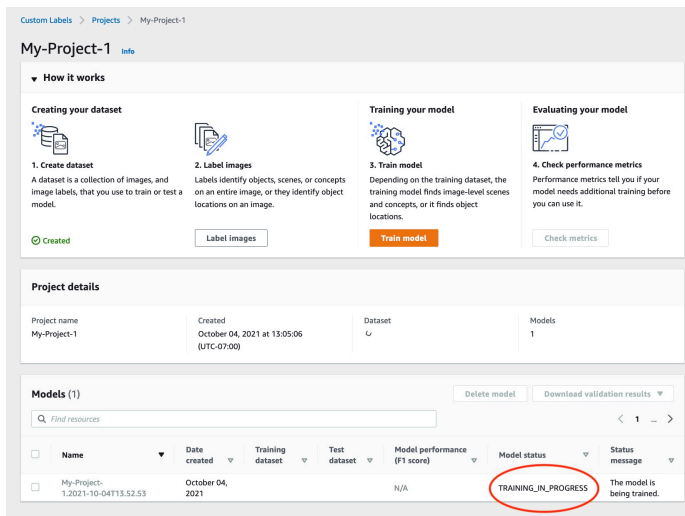 Custom Labels > Projects > My-Project-1
My-Project-1 Info
▼ How it works
Creating your dataset
1. Create dataset
A dataset is a collection of images, and
image labels, that you use to train or test a
model.
Created
2. Label images
Labels identify objects, scenes, or concepts
on an entire image, or they identify object
locations on an image.
Label images
Training your model
3. Train model
Depending on the training dataset, the
training model finds image-level scenes
and concepts, or it finds object
locations.
Train model
Evaluating your model
4. Check performance metrics
Performance metrics tell you if your
model needs additional training before
you can use it.
Check metrics
Project details
Project name
My-Project-1
Created
October 04, 2021 at 13:05:06
(UTC-07:00)
Dataset
Models
1
Models (1)
Delete model
Download validation results ▼
Find resources
< 1 ... >
Name
Date
created
Training
dataset
Test
dataset
Model performance
(F1 score)
Model status
Status
message
My-Project-
1.2021-10-04T13.52.53
October 04,
2021
N/A
TRAINING_IN_PROGRESS
The model is
being trained.